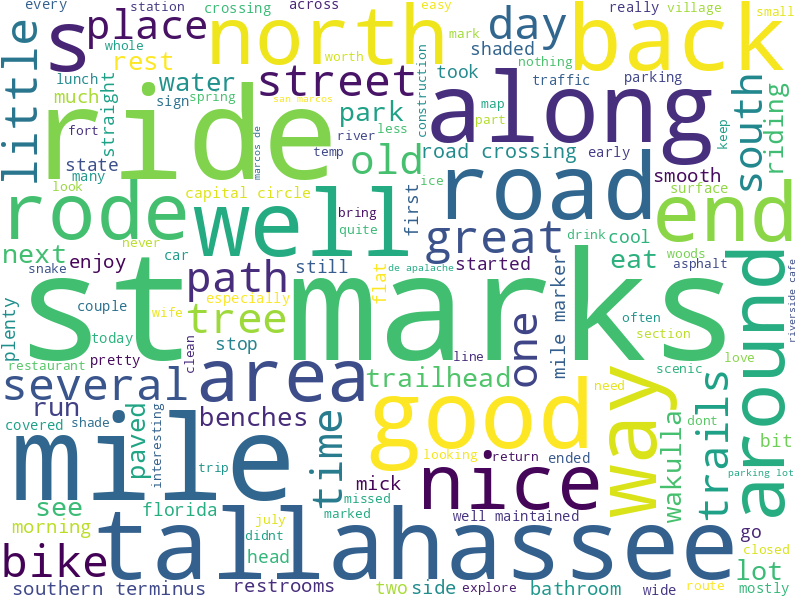 every
station
crossing
across
easy
really
village
small
little
s
place
north
back
day
whole
rest
worth
mark
shaded
nothing
lunch
water
street
took
traffic
parking
much
sign
spring
san marcos
construction
map
part
straight
ride
along
park
fort
river
less
keep
south
riding
state
marcos de
temp
old
road crossing
early
many
capital circle
ice
smooth
look
first
surface
rode
well
bring
road
end
never
quite
great
drink
cool
woods
next
enjoy
car
path
still
de apalache
started
eat
asphalt
snake
st marks
flat
especially
couple
wife
tree
mile marker
often
around
riverside cafe
plenty
today
stop
one
section
love
restaurant
pretty
clean
line
scenic
several
area
trailhead
way
trails
need
run
benches
good
covered
shade
paved
interesting
time
wakulla
dont
bit
mile
looking
return
ended
parking lot
trip
nice
see
florida
mick
missed
marked
well maintained
morning
july
didnt
tallahassee
go
closed
bike
head
lot
southern terminus
restrooms
two
side
explore
bathroom
wide
route
mostly